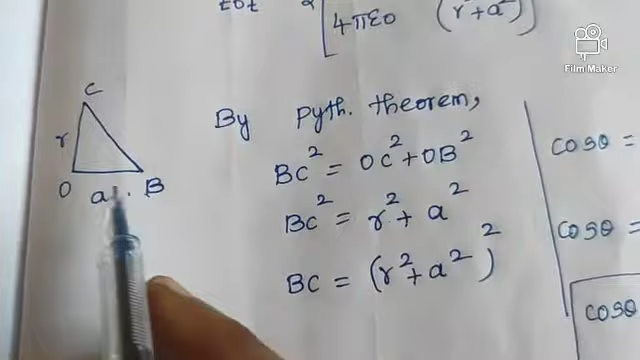 4πε0 (r²+a²)
Film Maker
C
r
O a B
By Pyth. theorem,
BC² = OC² + OB²
BC² = r² + a²
BC = (r² + a²)²
cosθ =
cosθ =
cosθ